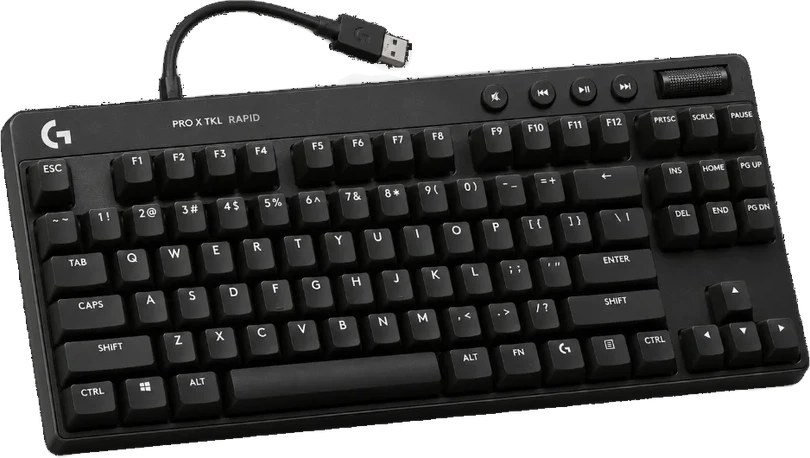 PRO X TKL RAPID
ESC F1 F2 F3 F4 F5 F6 F7 F8 F9 F10 F11 F12 PRTSC SCRLK PAUSE
~ ~ 1! 2@ 3# 4$ 5% 6^ 7& 8* 9( 0) - _ =+ ← INS HOME PG UP
TAB Q W E R T Y U I O P [{ ]} \| DEL END PG DN
CAPS A S D F G H J K L ;: '" ENTER
SHIFT Z X C V B N M ,< .> /? SHIFT ▲
CTRL ALT ALT FN G CTRL ◀ ▼ ▶